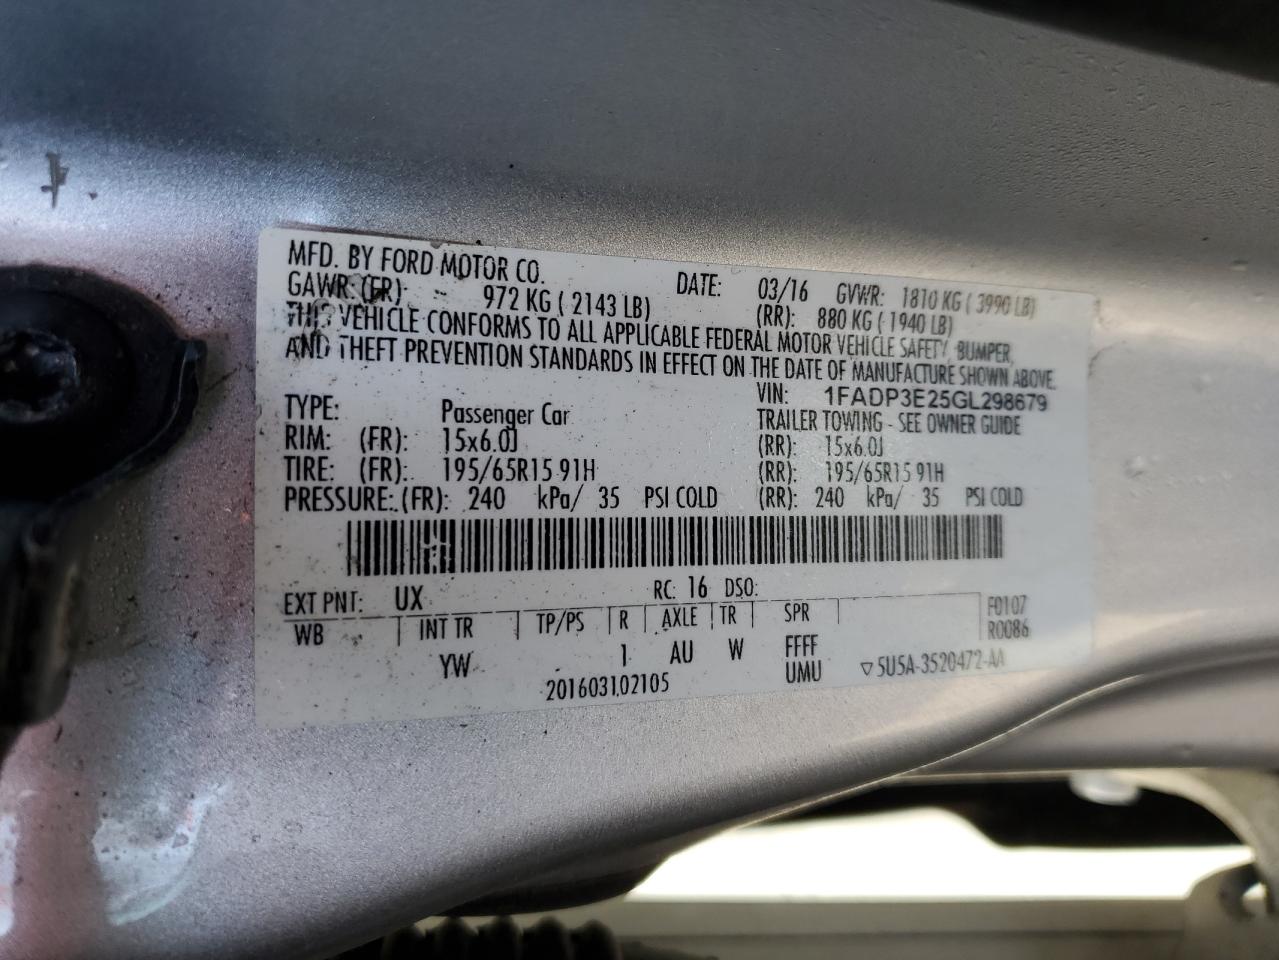 MFD. BY FORD MOTOR CO. DATE: 03/16 GVWR: 1810 KG ( 3990 LB)
GAWR: (FR): 972 KG ( 2143 LB) (RR): 880 KG ( 1940 LB)
THIS VEHICLE CONFORMS TO ALL APPLICABLE FEDERAL MOTOR VEHICLE SAFETY, BUMPER,
AND THEFT PREVENTION STANDARDS IN EFFECT ON THE DATE OF MANUFACTURE SHOWN ABOVE.
VIN: 1FADP3E25GL298679
TYPE: Passenger Car TRAILER TOWING - SEE OWNER GUIDE
RIM: (FR): 15x6.0J (RR): 15x6.0J
TIRE: (FR): 195/65R15 91H (RR): 195/65R15 91H
PRESSURE: (FR): 240 kPa/ 35 PSI COLD (RR): 240 kPa/ 35 PSI COLD
EXT PNT: UX RC: 16 DSO: F0107
WB INT TR TP/PS R AXLE TR SPR R0086
YW 1 AU W FFFF
201603102105 UMU ▽5U5A-3520472-AA